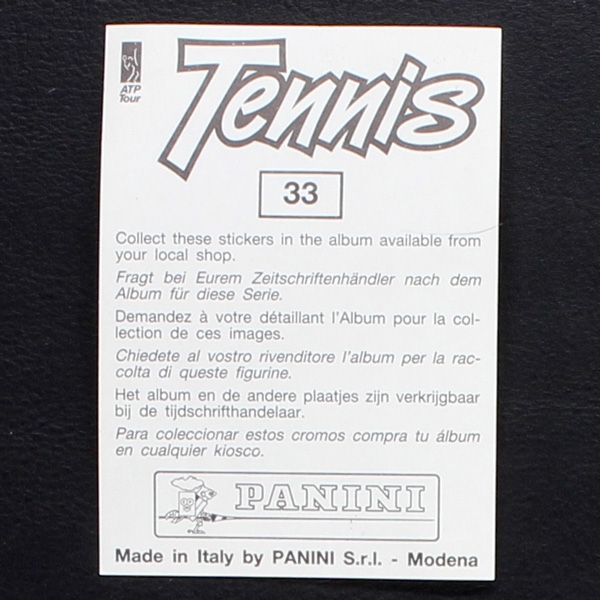 ATP
Tour
Tennis
33
Collect these stickers in the album available from
your local shop.
Fragt bei Eurem Zeitschriftenhändler nach dem
Album für diese Serie.
Demandez à votre détaillant l'Album pour la col-
lection de ces images.
Chiedete al vostro rivenditore l'album per la rac-
colta di queste figurine.
Het album en de andere plaatjes zijn verkrijgbaar
bij de tijdschrifthandelaar.
Para coleccionar estos cromos compra tu álbum
en cualquier kiosco.
PANINI
Made in Italy by PANINI S.r.l. - Modena